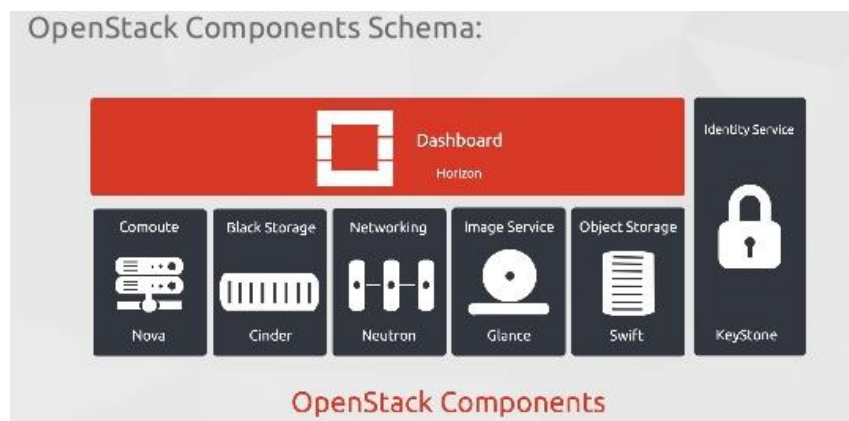 OpenStack Components Schema:
Dashboard
Horizon
Identity Service
KeyStone
Comoute
Nova
Black Storage
Cinder
Networking
Neutron
Image Service
Glance
Object Storage
Swift
OpenStack Components